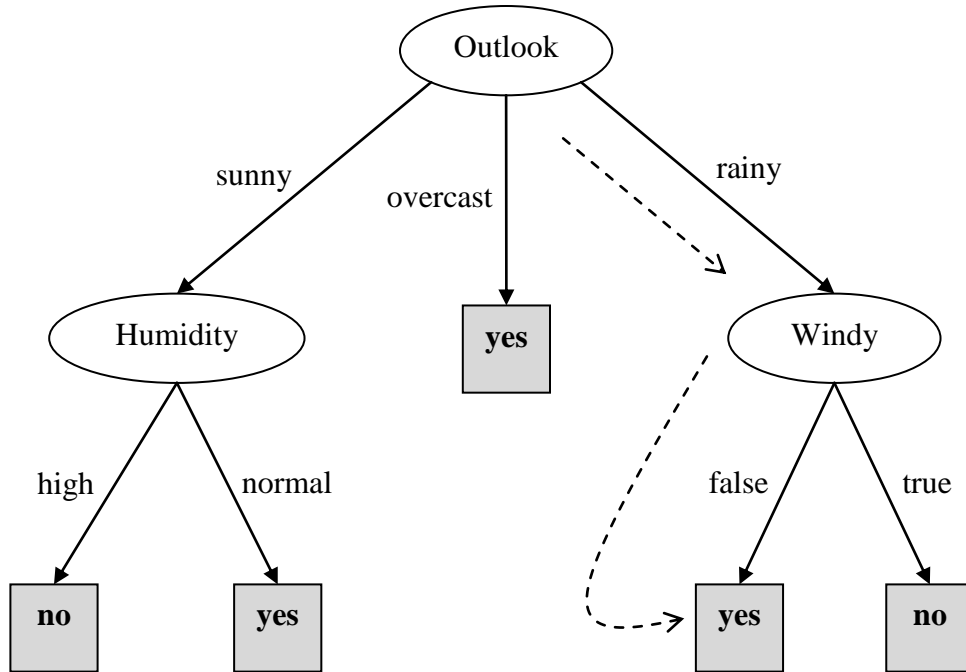 Outlook
sunny
overcast
rainy
Humidity
yes
Windy
high
normal
false
true
no
yes
yes
no